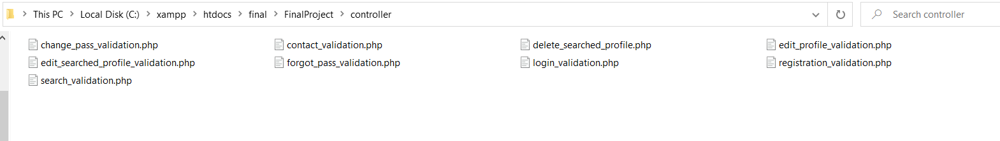 This PC > Local Disk (C:) > xampp > htdocs > final > FinalProject > controller Search controller
change_pass_validation.php contact_validation.php delete_searched_profile.php edit_profile_validation.php
edit_searched_profile_validation.php forgot_pass_validation.php login_validation.php registration_validation.php
search_validation.php